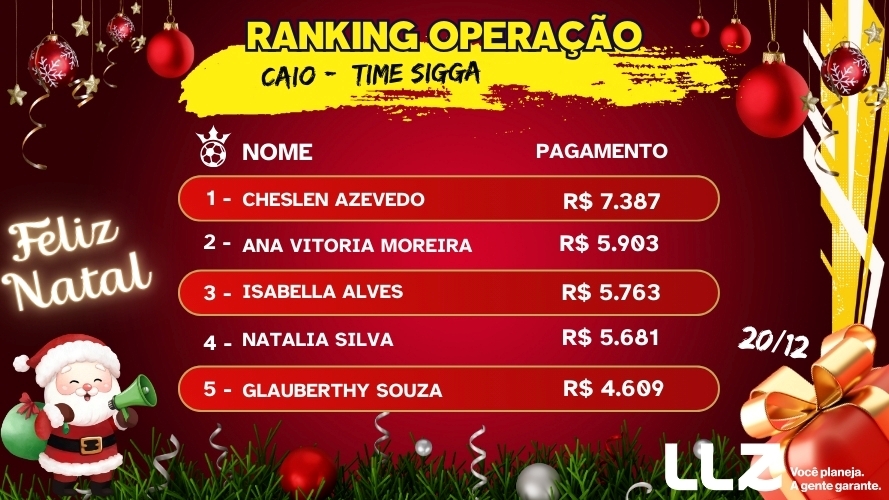 RANKING OPERAÇÃO
CAIO - TIME SIGGA
NOME PAGAMENTO
1 - CHESLEN AZEVEDO R$ 7.387
2 - ANA VITORIA MOREIRA R$ 5.903
3 - ISABELLA ALVES R$ 5.763
4 - NATALIA SILVA R$ 5.681
5 - GLAUBERTHY SOUZA R$ 4.609
Feliz
Natal
20/12
LLZ
Você planeja.
A gente garante.